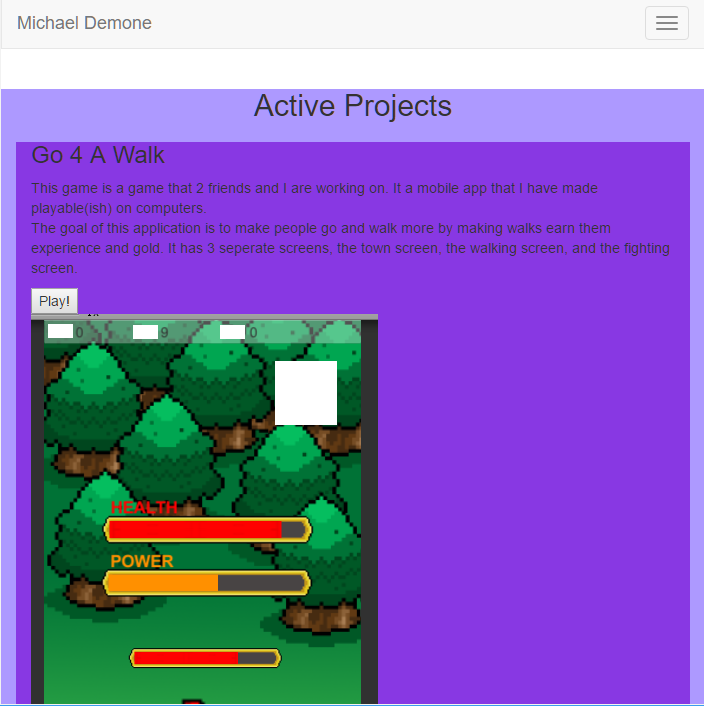 Michael Demone
Active Projects
Go 4 A Walk
This game is a game that 2 friends and I are working on. It a mobile app that I have made
playable(ish) on computers.
The goal of this application is to make people go and walk more by making walks earn them
experience and gold. It has 3 seperate screens, the town screen, the walking screen, and the fighting
screen.
Play!
0 9 0
HEALTH
POWER